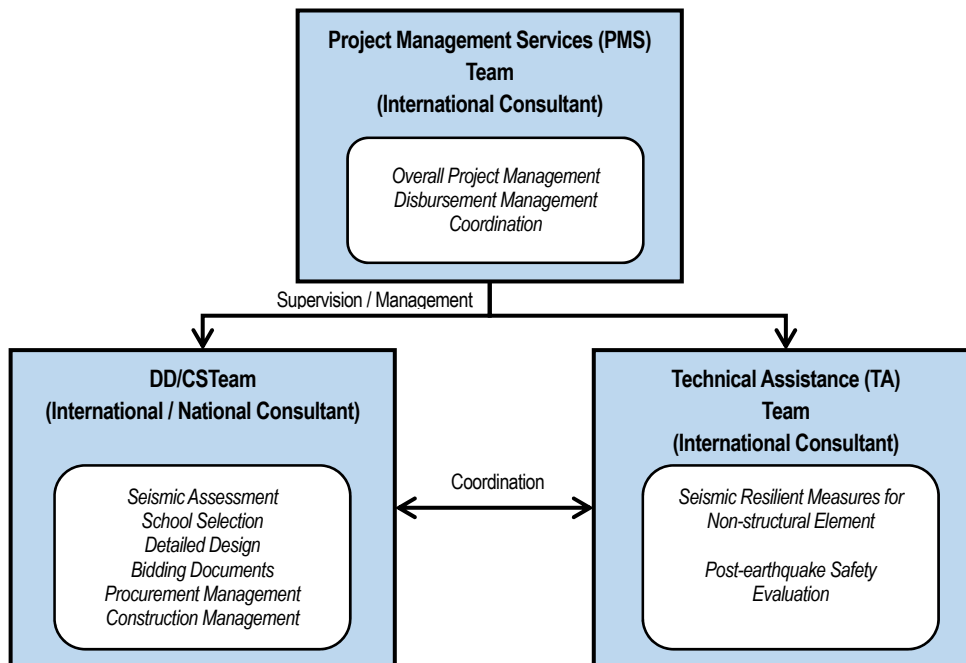 Project Management Services (PMS)
Team
(International Consultant)
Overall Project Management
Disbursement Management
Coordination
Supervision / Management
DD/CSTeam
(International / National Consultant)
Seismic Assessment
School Selection
Detailed Design
Bidding Documents
Procurement Management
Construction Management
Coordination
Technical Assistance (TA)
Team
(International Consultant)
Seismic Resilient Measures for
Non-structural Element
Post-earthquake Safety
Evaluation